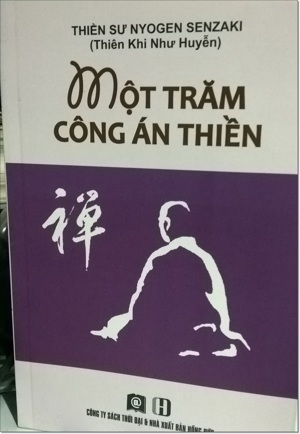 THIỀN SƯ NYOGEN SENZAKI
(Thiên Khi Như Huyễn)
MỘT TRĂM
CÔNG ÁN THIỀN
禅
CÔNG TY SÁCH THỜI ĐẠI & NHÀ XUẤT BẢN HỒNG ĐỨC